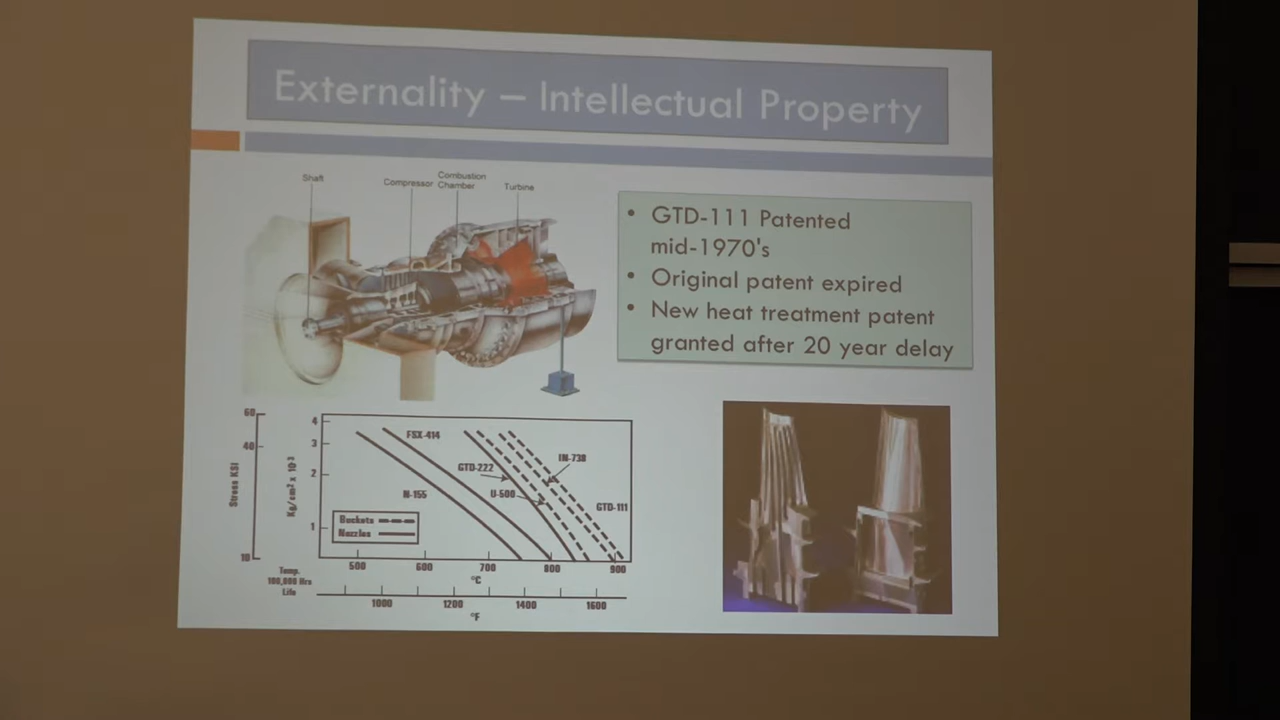 Externality – Intellectual Property
Shaft
Compressor
Combustion
Chamber
Turbine
• GTD-111 Patented
mid-1970's
• Original patent expired
• New heat treatment patent
granted after 20 year delay
60
40
10
Stress KSI
Kg/cm² x 10⁻³
4
3
2
1
FSX-414
N-155
GTD-222
U-500
IN-738
GTD-111
Buckets
Nozzles
500 600 700 800 900
°C
Temp.
100,000 Hrs
Life
1000 1200 1400 1600
°F